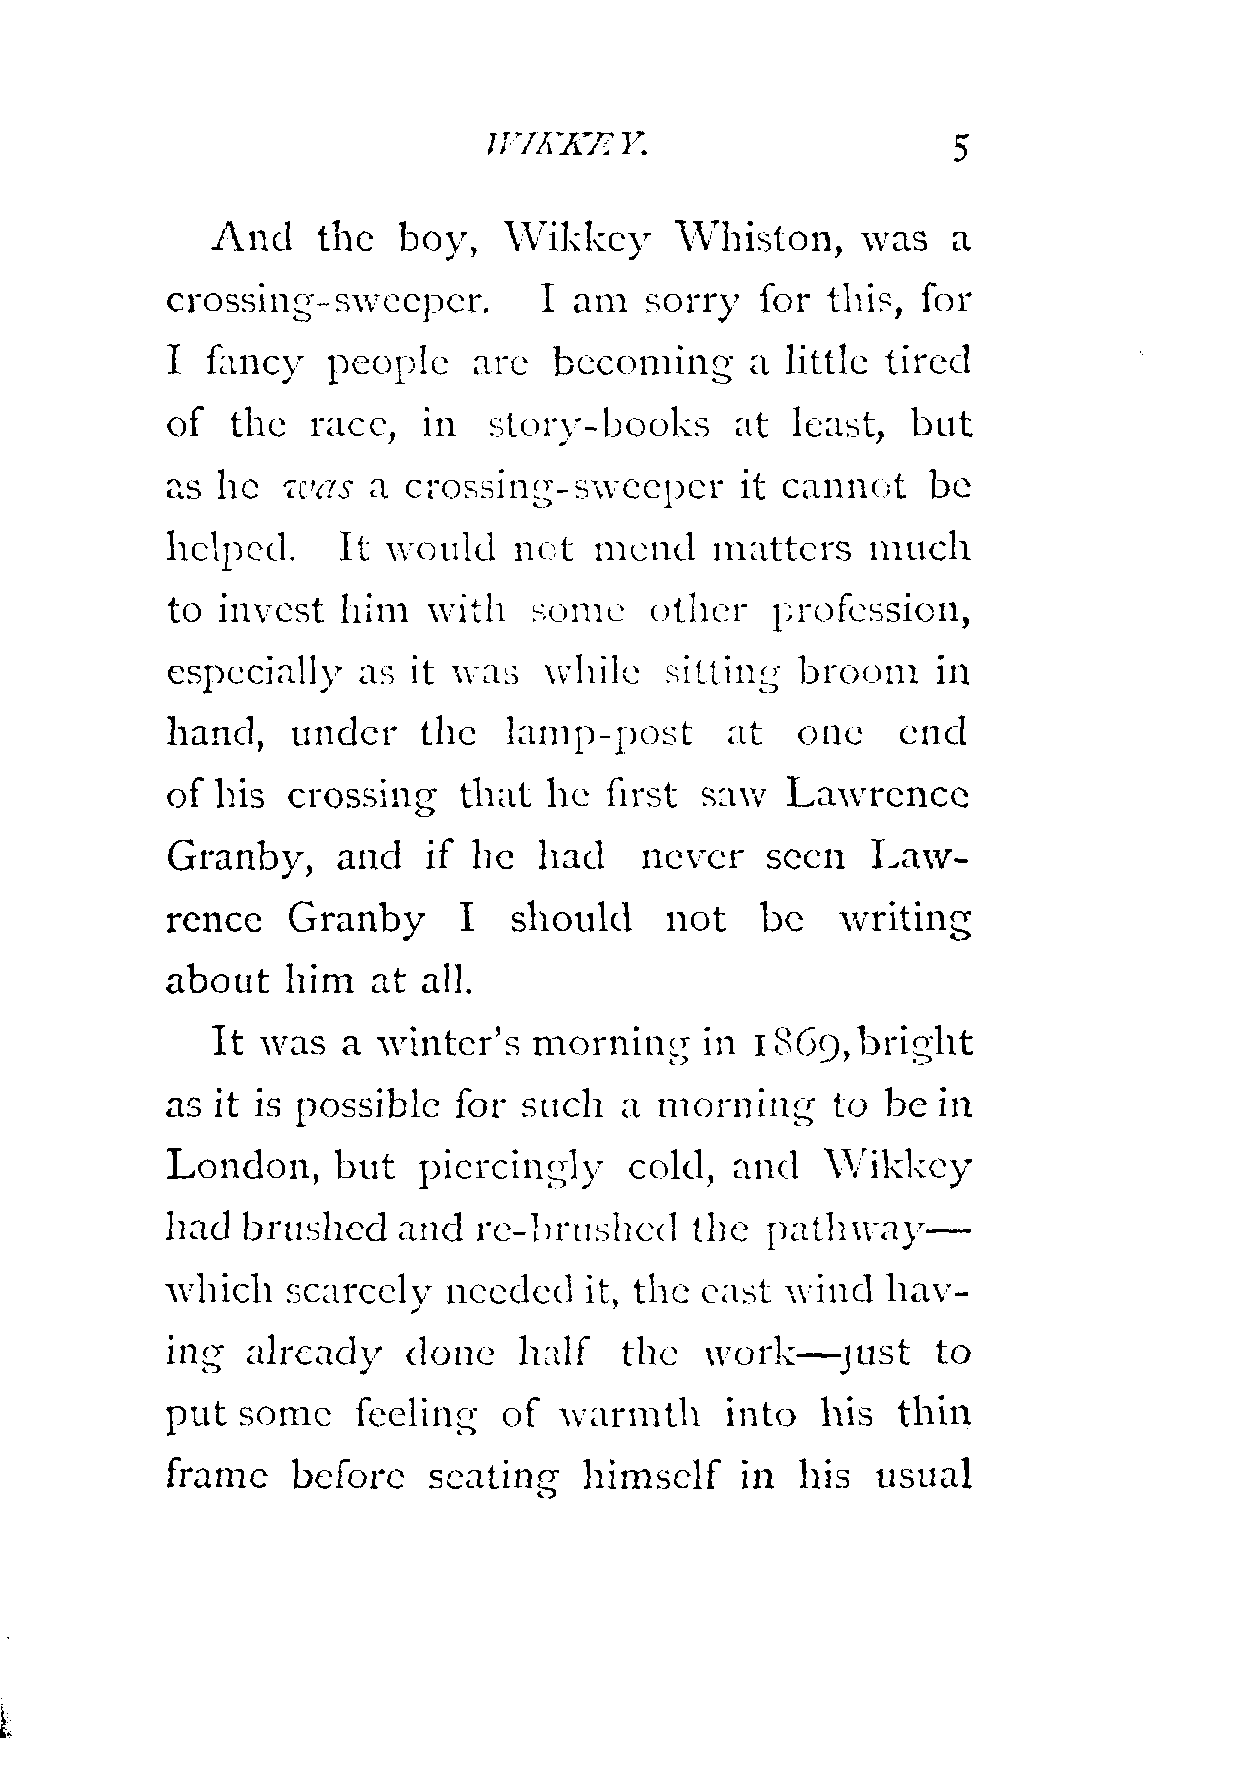 WIKKEY. 5
And the boy, Wikkey Whiston, was a
crossing-sweeper. I am sorry for this, for
I fancy people are becoming a little tired
of the race, in story-books at least, but
as he was a crossing-sweeper it cannot be
helped. It would not mend matters much
to invest him with some other profession,
especially as it was while sitting broom in
hand, under the lamp-post at one end
of his crossing that he first saw Lawrence
Granby, and if he had never seen Law-
rence Granby I should not be writing
about him at all.
It was a winter's morning in 1869, bright
as it is possible for such a morning to be in
London, but piercingly cold, and Wikkey
had brushed and re-brushed the pathway—
which scarcely needed it, the east wind hav-
ing already done half the work—just to
put some feeling of warmth into his thin
frame before seating himself in his usual